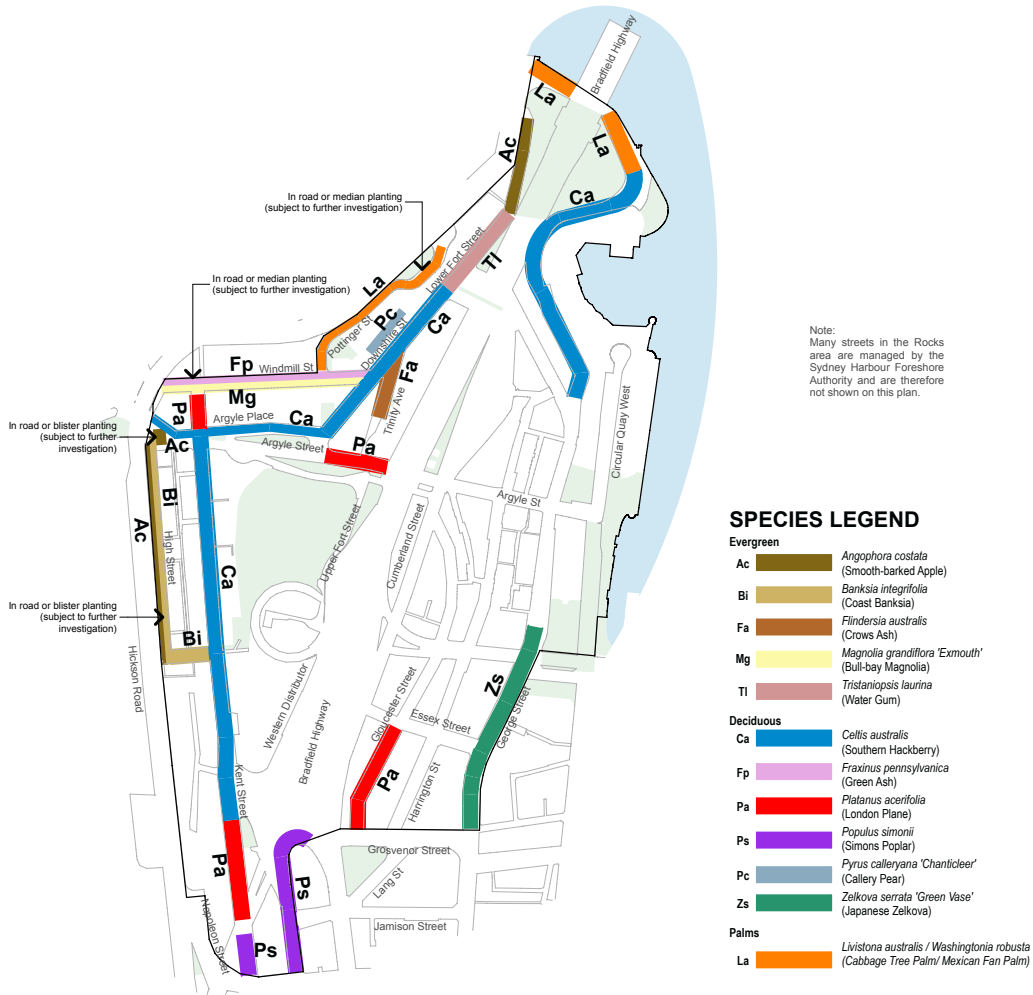 Bradfield Highway
La
La
Ac
Ca
In road or median planting
(subject to further
investigation)
Lower Fort Street
Tl
L
La
In road or median planting
(subject to further investigation)
Pc
Ca
Pottinger St
Downshire St
Fp
Windmill St
Fa
Mg
Pa
Argyle Place
Ca
Trinity Ave
In road or blister planting
(subject to further
investigation)
Ac
Argyle Street
Pa
Circular Quay West
Note:
Many streets in the Rocks
area are managed by the
Sydney Harbour Foreshore
Authority and are therefore
not shown on this plan.
Bi
Ac
High Street
Ca
Upper Fort Street
Cumberland Street
Argyle St
In road or blister planting
(subject to further
investigation)
Bi
Hickson Road
Western Distributor
Bradfield Highway
Gloucester Street
Essex Street
Zs
George Street
Pa
Harrington St
Kent Street
Pa
Ps
Grosvenor Street
Lang St
Napoleon Street
Ps
Jamison Street
SPECIES LEGEND
Evergreen
Ac
Angophora costata
(Smooth-barked Apple)
Bi
Banksia integrifolia
(Coast Banksia)
Fa
Flindersia australis
(Crows Ash)
Mg
Magnolia grandiflora 'Exmouth'
(Bull-bay Magnolia)
Tl
Tristaniopsis laurina
(Water Gum)
Deciduous
Ca
Celtis australis
(Southern Hackberry)
Fp
Fraxinus pennsylvanica
(Green Ash)
Pa
Platanus acerifolia
(London Plane)
Ps
Populus simonii
(Simons Poplar)
Pc
Pyrus calleryana 'Chanticleer'
(Callery Pear)
Zs
Zelkova serrata 'Green Vase'
(Japanese Zelkova)
Palms
La
Livistona australis / Washingtonia robusta
(Cabbage Tree Palm/ Mexican Fan Palm)